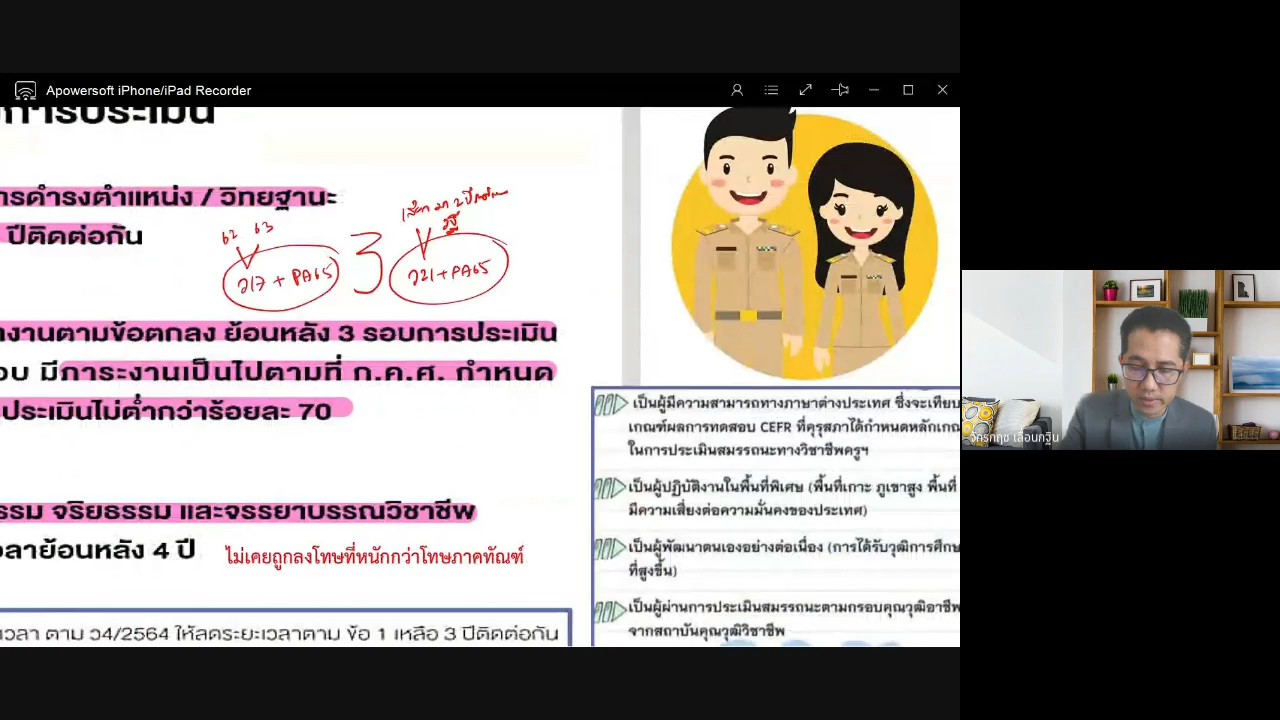 Apowersoft iPhone/iPad Recorder
การประเมิน
ารดำรงตำแหน่ง / วิทยฐานะ
ปีติดต่อกัน
62 63
ว17 + PA65
3
2 ปี
ว21 + PA65
างานตามข้อตกลง ย้อนหลัง 3 รอบการประเมิน
อบ มีภาระงานเป็นไปตามที่ ก.ค.ศ. กำหนด
ประเมินไม่ต่ำกว่าร้อยละ 70
ธรรม จริยธรรม และจรรยาบรรณวิชาชีพ
วลาย้อนหลัง 4 ปี
ไม่เคยถูกลงโทษที่หนักกว่าโทษภาคทัณฑ์
เวลา ตาม ว4/2564 ให้ลดระยะเวลาตาม ข้อ 1 เหลือ 3 ปีติดต่อกัน
เป็นผู้มีความสามารถทางภาษาต่างประเทศ ซึ่งจะเทียบ
เกณฑ์ผลการทดสอบ CEFR ที่คุรุสภาได้กำหนดหลักเกณ
ในการประเมินสมรรถนะทางวิชาชีพครูฯ
เป็นผู้ปฏิบัติงานในพื้นที่พิเศษ (พื้นที่เกาะ ภูเขาสูง พื้นที่
มีความเสี่ยงต่อความมั่นคงของประเทศ)
เป็นผู้พัฒนาตนเองอย่างต่อเนื่อง (การได้รับวุฒิการศึกษ
ที่สูงขึ้น)
เป็นผู้ผ่านการประเมินสมรรถนะตามกรอบคุณวุฒิอาชีพ
จากสถาบันคุณวุฒิวิชาชีพ
จักรกฤช เลื่อนกฐิน